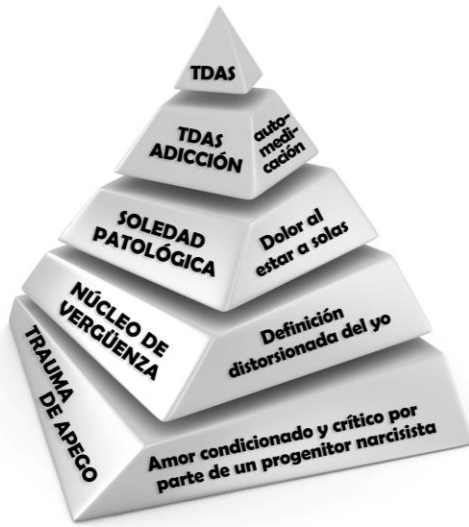 TDAS
TDAS
ADICCIÓN
auto-
medi-
cación
SOLEDAD
PATOLÓGICA
Dolor al
estar a solas
NÚCLEO DE
VERGÜENZA
Definición
distorsionada del yo
TRAUMA
DE APEGO
Amor condicionado y crítico por
parte de un progenitor narcisista